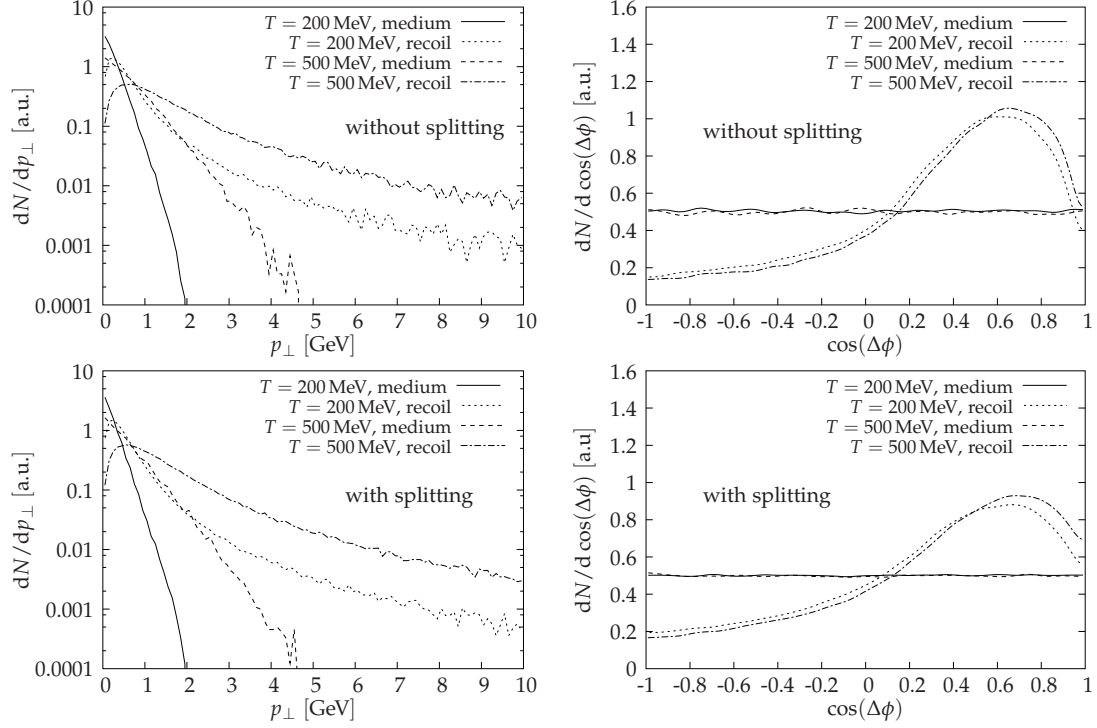 T = 200 MeV, medium
T = 200 MeV, recoil
T = 500 MeV, medium
T = 500 MeV, recoil
without splitting
dN/dp⊥ [a.u.]
10
1
0.1
0.01
0.001
0.0001
0 1 2 3 4 5 6 7 8 9 10
p⊥ [GeV]
T = 200 MeV, medium
T = 200 MeV, recoil
T = 500 MeV, medium
T = 500 MeV, recoil
without splitting
dN/d cos(Δϕ) [a.u.]
1.6
1.4
1.2
1
0.8
0.6
0.4
0.2
0
-1 -0.8 -0.6 -0.4 -0.2 0 0.2 0.4 0.6 0.8 1
cos(Δϕ)
T = 200 MeV, medium
T = 200 MeV, recoil
T = 500 MeV, medium
T = 500 MeV, recoil
with splitting
dN/dp⊥ [a.u.]
10
1
0.1
0.01
0.001
0.0001
0 1 2 3 4 5 6 7 8 9 10
p⊥ [GeV]
T = 200 MeV, medium
T = 200 MeV, recoil
T = 500 MeV, medium
T = 500 MeV, recoil
with splitting
dN/d cos(Δϕ) [a.u]
1.6
1.4
1.2
1
0.8
0.6
0.4
0.2
0
-1 -0.8 -0.6 -0.4 -0.2 0 0.2 0.4 0.6 0.8 1
cos(Δϕ)